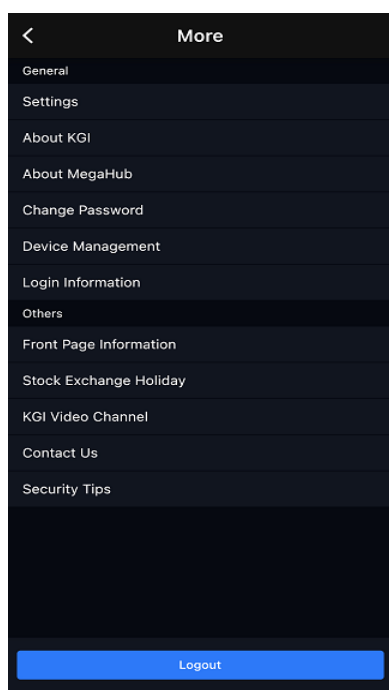 More
General
Settings
About KGI
About MegaHub
Change Password
Device Management
Login Information
Others
Front Page Information
Stock Exchange Holiday
KGI Video Channel
Contact Us
Security Tips
Logout